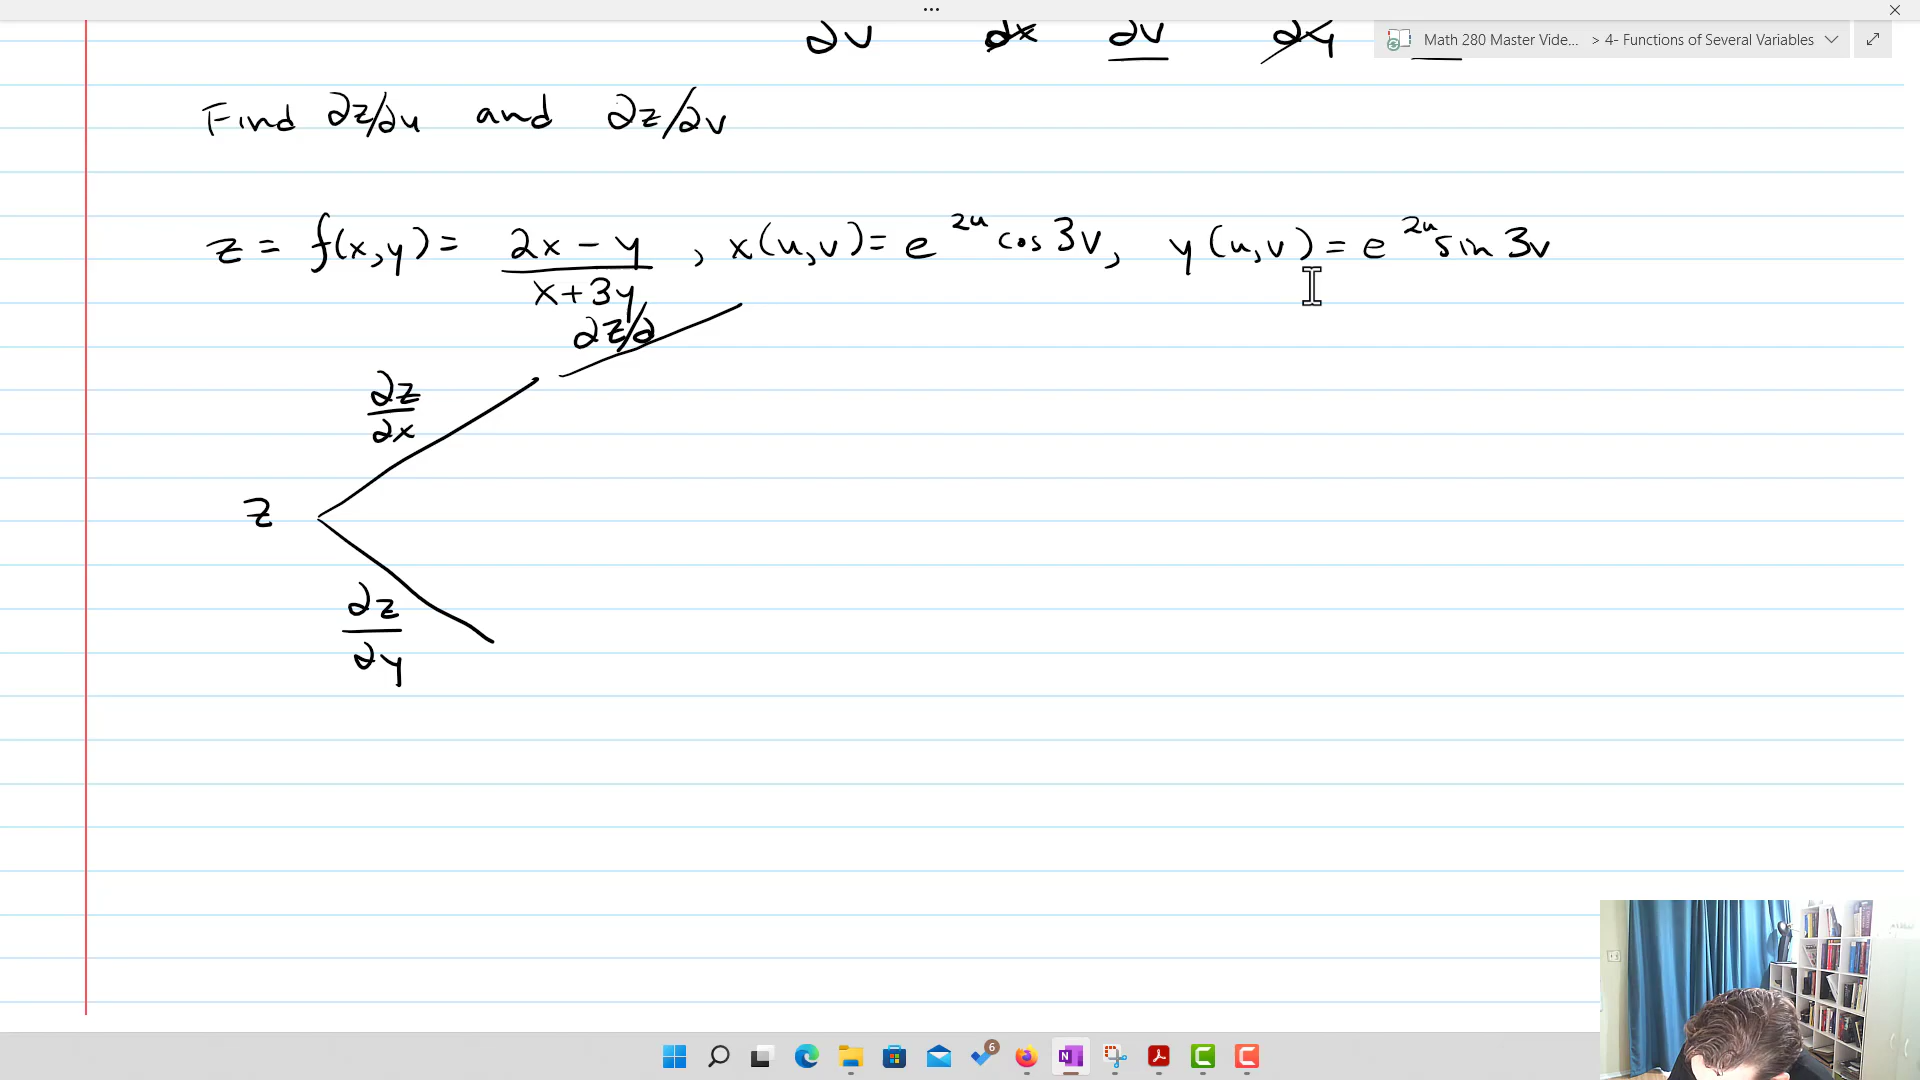 ...
Math 280 Master Vide... > 4- Functions of Several Variables
∂v ∂x ∂v ∂y
Find ∂z/∂u and ∂z/∂v
z = f(x,y) = (2x - y)/(x + 3y) , x(u,v) = e^{2u} cos 3v, y(u,v) = e^{2u} sin 3v
∂z/∂
∂z/∂x
z
∂z/∂y
6